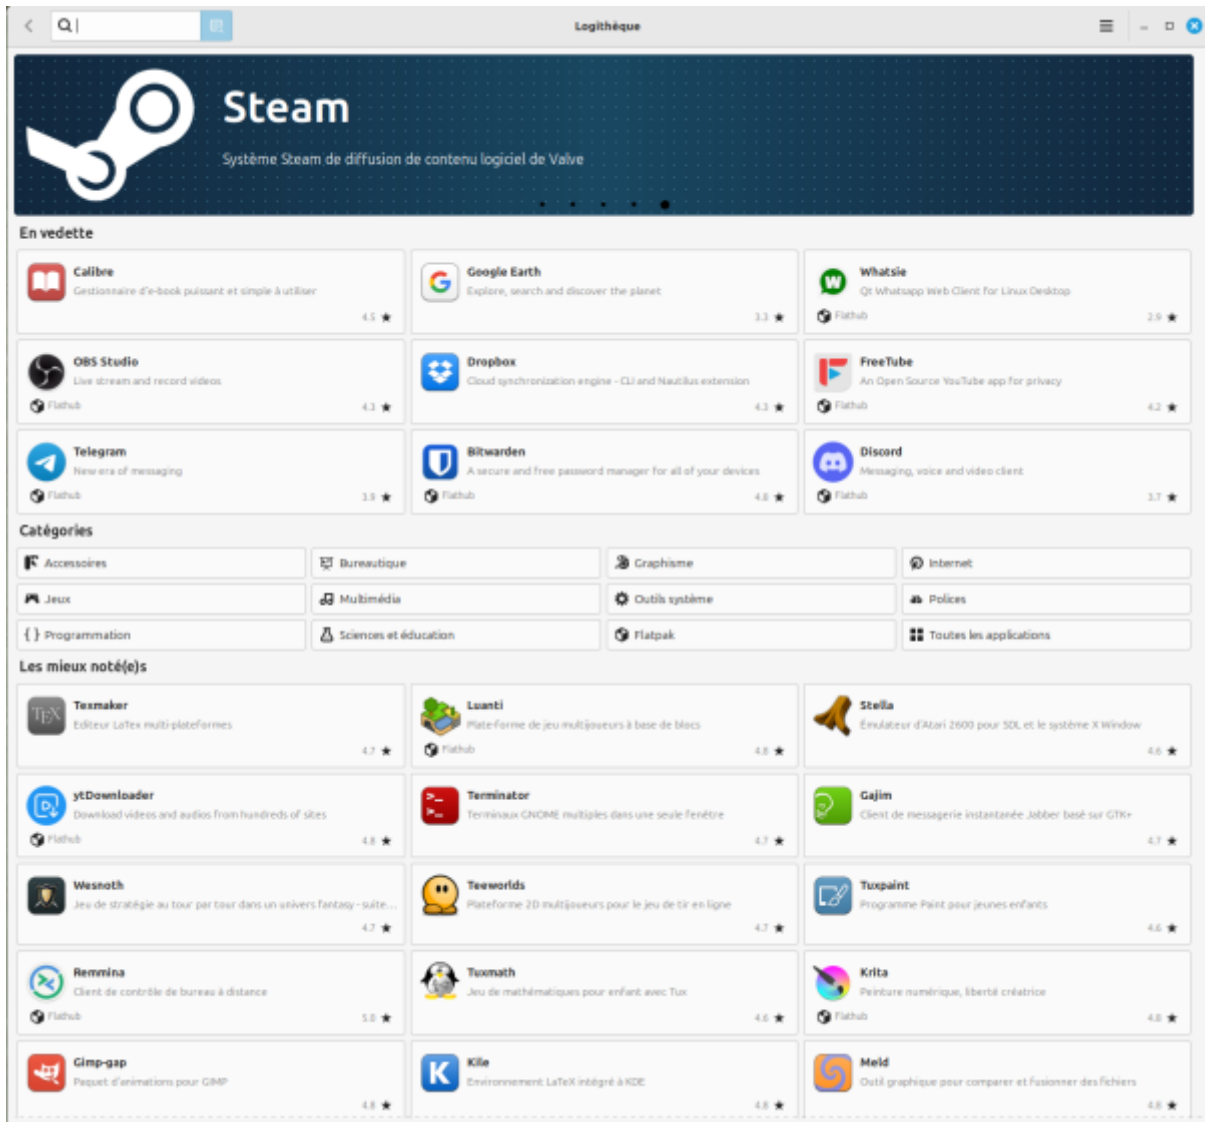 Logithèque
Steam
Système Steam de diffusion de contenu logiciel de Valve
En vedette
Calibre
Gestionnaire d'e-book puissant et simple à utiliser
4.5 ★
Google Earth
Explore, search and discover the planet
3.3 ★
Whatsie
Qt Whatsapp Web Client for Linux Desktop
Flathub
2.9 ★
OBS Studio
Live stream and record videos
Flathub
4.3 ★
Dropbox
Cloud synchronization engine - CLI and Nautilus extension
4.3 ★
FreeTube
An Open Source YouTube app for privacy
Flathub
4.2 ★
Telegram
New era of messaging
Flathub
3.9 ★
Bitwarden
A secure and free password manager for all of your devices
Flathub
4.8 ★
Discord
Messaging, voice and video client
Flathub
3.7 ★
Catégories
Accessoires
Bureautique
Graphisme
Internet
Jeux
Multimédia
Outils système
Polices
Programmation
Sciences et éducation
Flatpak
Toutes les applications
Les mieux noté(e)s
TEX
Texmaker
Editeur LaTex multi-plateformes
4.7 ★
Luanti
Plate-forme de jeu multijoueurs à base de blocs
Flathub
4.8 ★
Stella
Émulateur d'Atari 2600 pour SDL et le système X Window
4.6 ★
ytDownloader
Download videos and audios from hundreds of sites
Flathub
4.8 ★
Terminator
Terminaux GNOME multiples dans une seule fenêtre
4.7 ★
Gajim
Client de messagerie instantanée Jabber basé sur GTK+
4.7 ★
Wesnoth
Jeu de stratégie au tour par tour dans un univers fantasy - suite…
4.7 ★
Teeworlds
Plateforme 2D multijoueurs pour le jeu de tir en ligne
4.7 ★
Tuxpaint
Programme Paint pour jeunes enfants
4.6 ★
Remmina
Client de contrôle de bureau à distance
Flathub
5.0 ★
Tuxmath
Jeu de mathématiques pour enfant avec Tux
4.6 ★
Krita
Peinture numérique, liberté créatrice
Flathub
4.8 ★
Gimp-gap
Paquet d'animations pour GIMP
4.8 ★
K
Kile
Environnement LaTeX intégré à KDE
4.8 ★
Meld
Outil graphique pour comparer et fusionner des fichiers
4.8 ★